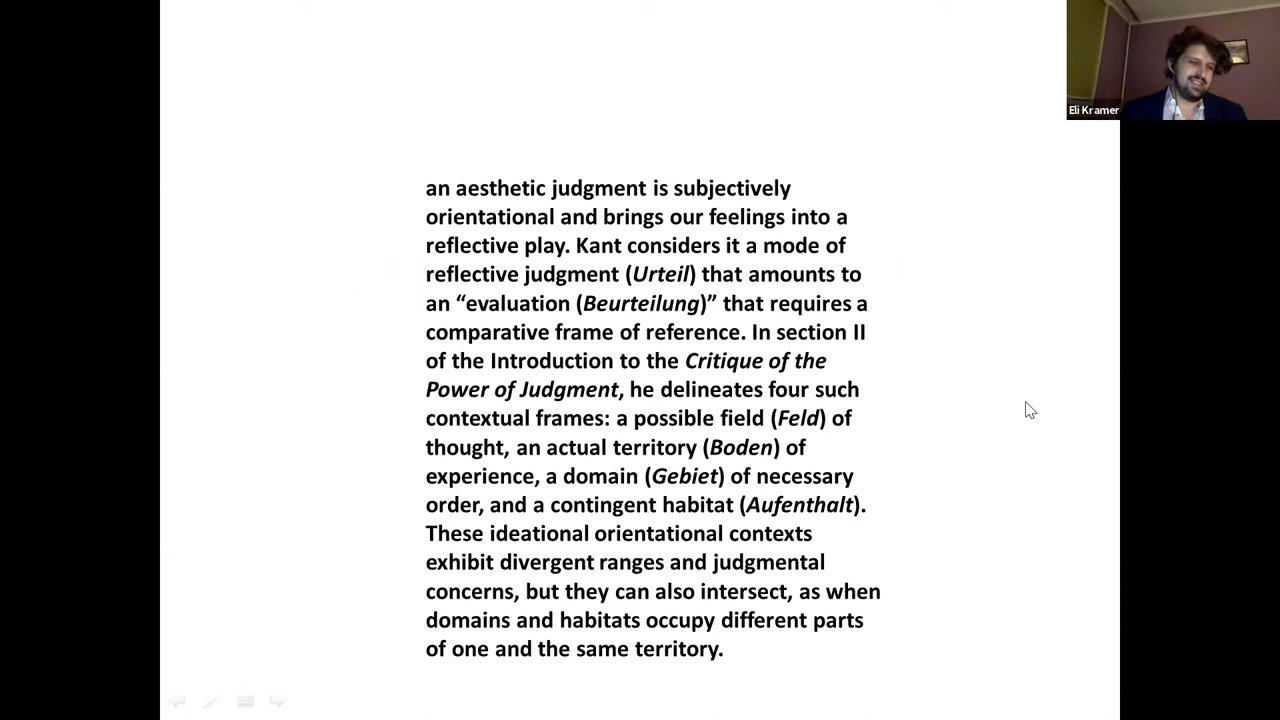 Eli Kramer
an aesthetic judgment is subjectively
orientational and brings our feelings into a
reflective play. Kant considers it a mode of
reflective judgment (Urteil) that amounts to
an “evaluation (Beurteilung)” that requires a
comparative frame of reference. In section II
of the Introduction to the Critique of the
Power of Judgment, he delineates four such
contextual frames: a possible field (Feld) of
thought, an actual territory (Boden) of
experience, a domain (Gebiet) of necessary
order, and a contingent habitat (Aufenthalt).
These ideational orientational contexts
exhibit divergent ranges and judgmental
concerns, but they can also intersect, as when
domains and habitats occupy different parts
of one and the same territory.